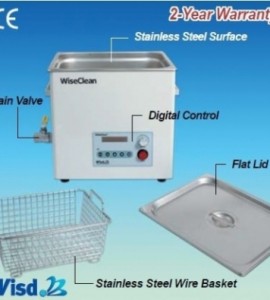 CE
2-Year Warranty
Stainless Steel Surface
WiseClean
ain Valve
Digital Control
Flat Lid
Stainless Steel Wire Basket
Wisd